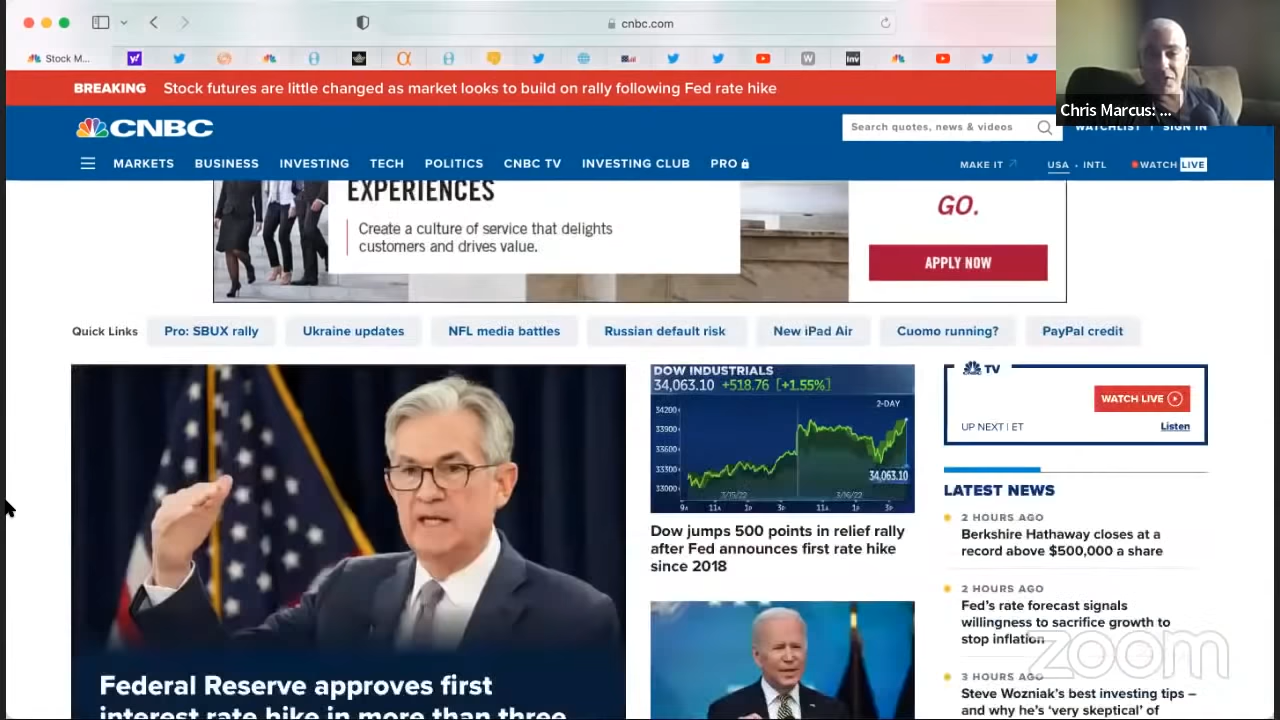 cnbc.com
Stock M...
BREAKING Stock futures are little changed as market looks to build on rally following Fed rate hike
Chris Marcus: ...
CNBC
Search quotes, news & videos
WATCHLIST | SIGN IN
MARKETS BUSINESS INVESTING TECH POLITICS CNBC TV INVESTING CLUB PRO
MAKE IT USA • INTL WATCH LIVE
EXPERIENCES
Create a culture of service that delights
customers and drives value.
GO.
APPLY NOW
Quick Links Pro: SBUX rally Ukraine updates NFL media battles Russian default risk New iPad Air Cuomo running? PayPal credit
Federal Reserve approves first
interest rate hike in more than three
DOW INDUSTRIALS
34,063.10 +518.76 [+1.55%]
2-DAY
34200
33900
33600
33300
33000
34,063.10
3/15/22 3/16/22
9A 11A 1P 3P 11A 1P 3P
Dow jumps 500 points in relief rally
after Fed announces first rate hike
since 2018
TV
WATCH LIVE
UP NEXT | ET Listen
LATEST NEWS
2 HOURS AGO
Berkshire Hathaway closes at a
record above $500,000 a share
2 HOURS AGO
Fed's rate forecast signals
willingness to sacrifice growth to
stop inflation
3 HOURS AGO
Steve Wozniak's best investing tips –
and why he's 'very skeptical' of
zoom